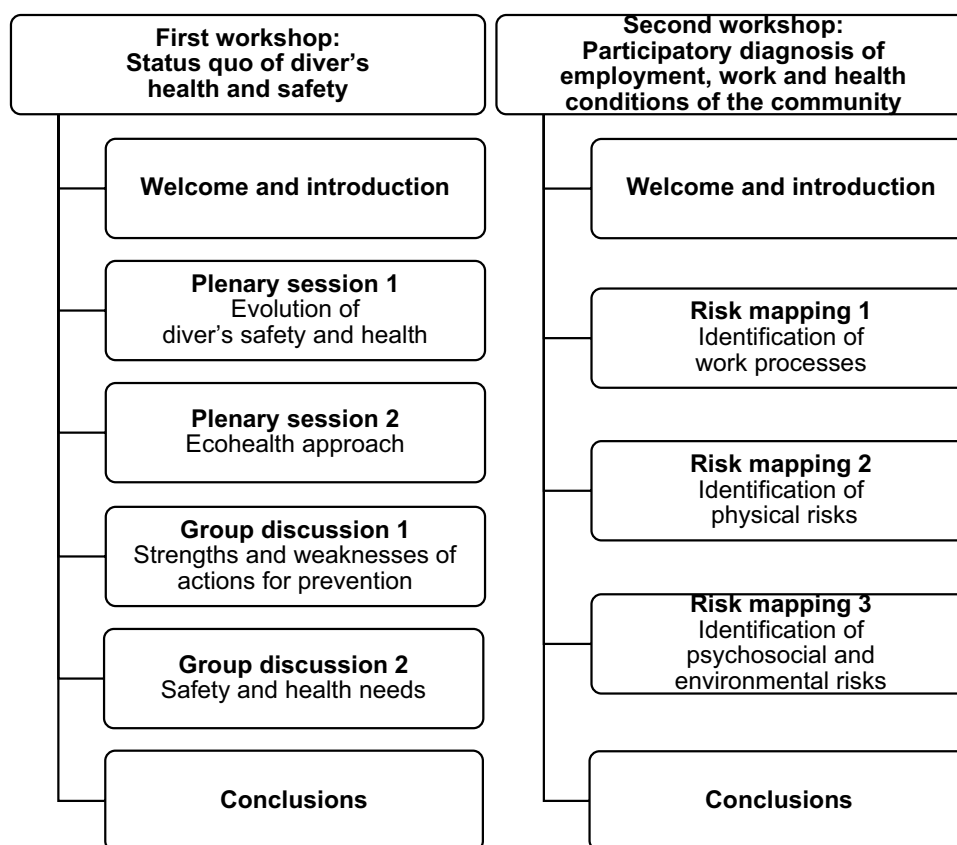 First workshop:
Status quo of diver’s
health and safety
Welcome and introduction
Plenary session 1
Evolution of
diver’s safety and health
Plenary session 2
Ecohealth approach
Group discussion 1
Strengths and weaknesses of
actions for prevention
Group discussion 2
Safety and health needs
Conclusions
Second workshop:
Participatory diagnosis of
employment, work and health
conditions of the community
Welcome and introduction
Risk mapping 1
Identification of
work processes
Risk mapping 2
Identification of
physical risks
Risk mapping 3
Identification of
psychosocial and
environmental risks
Conclusions